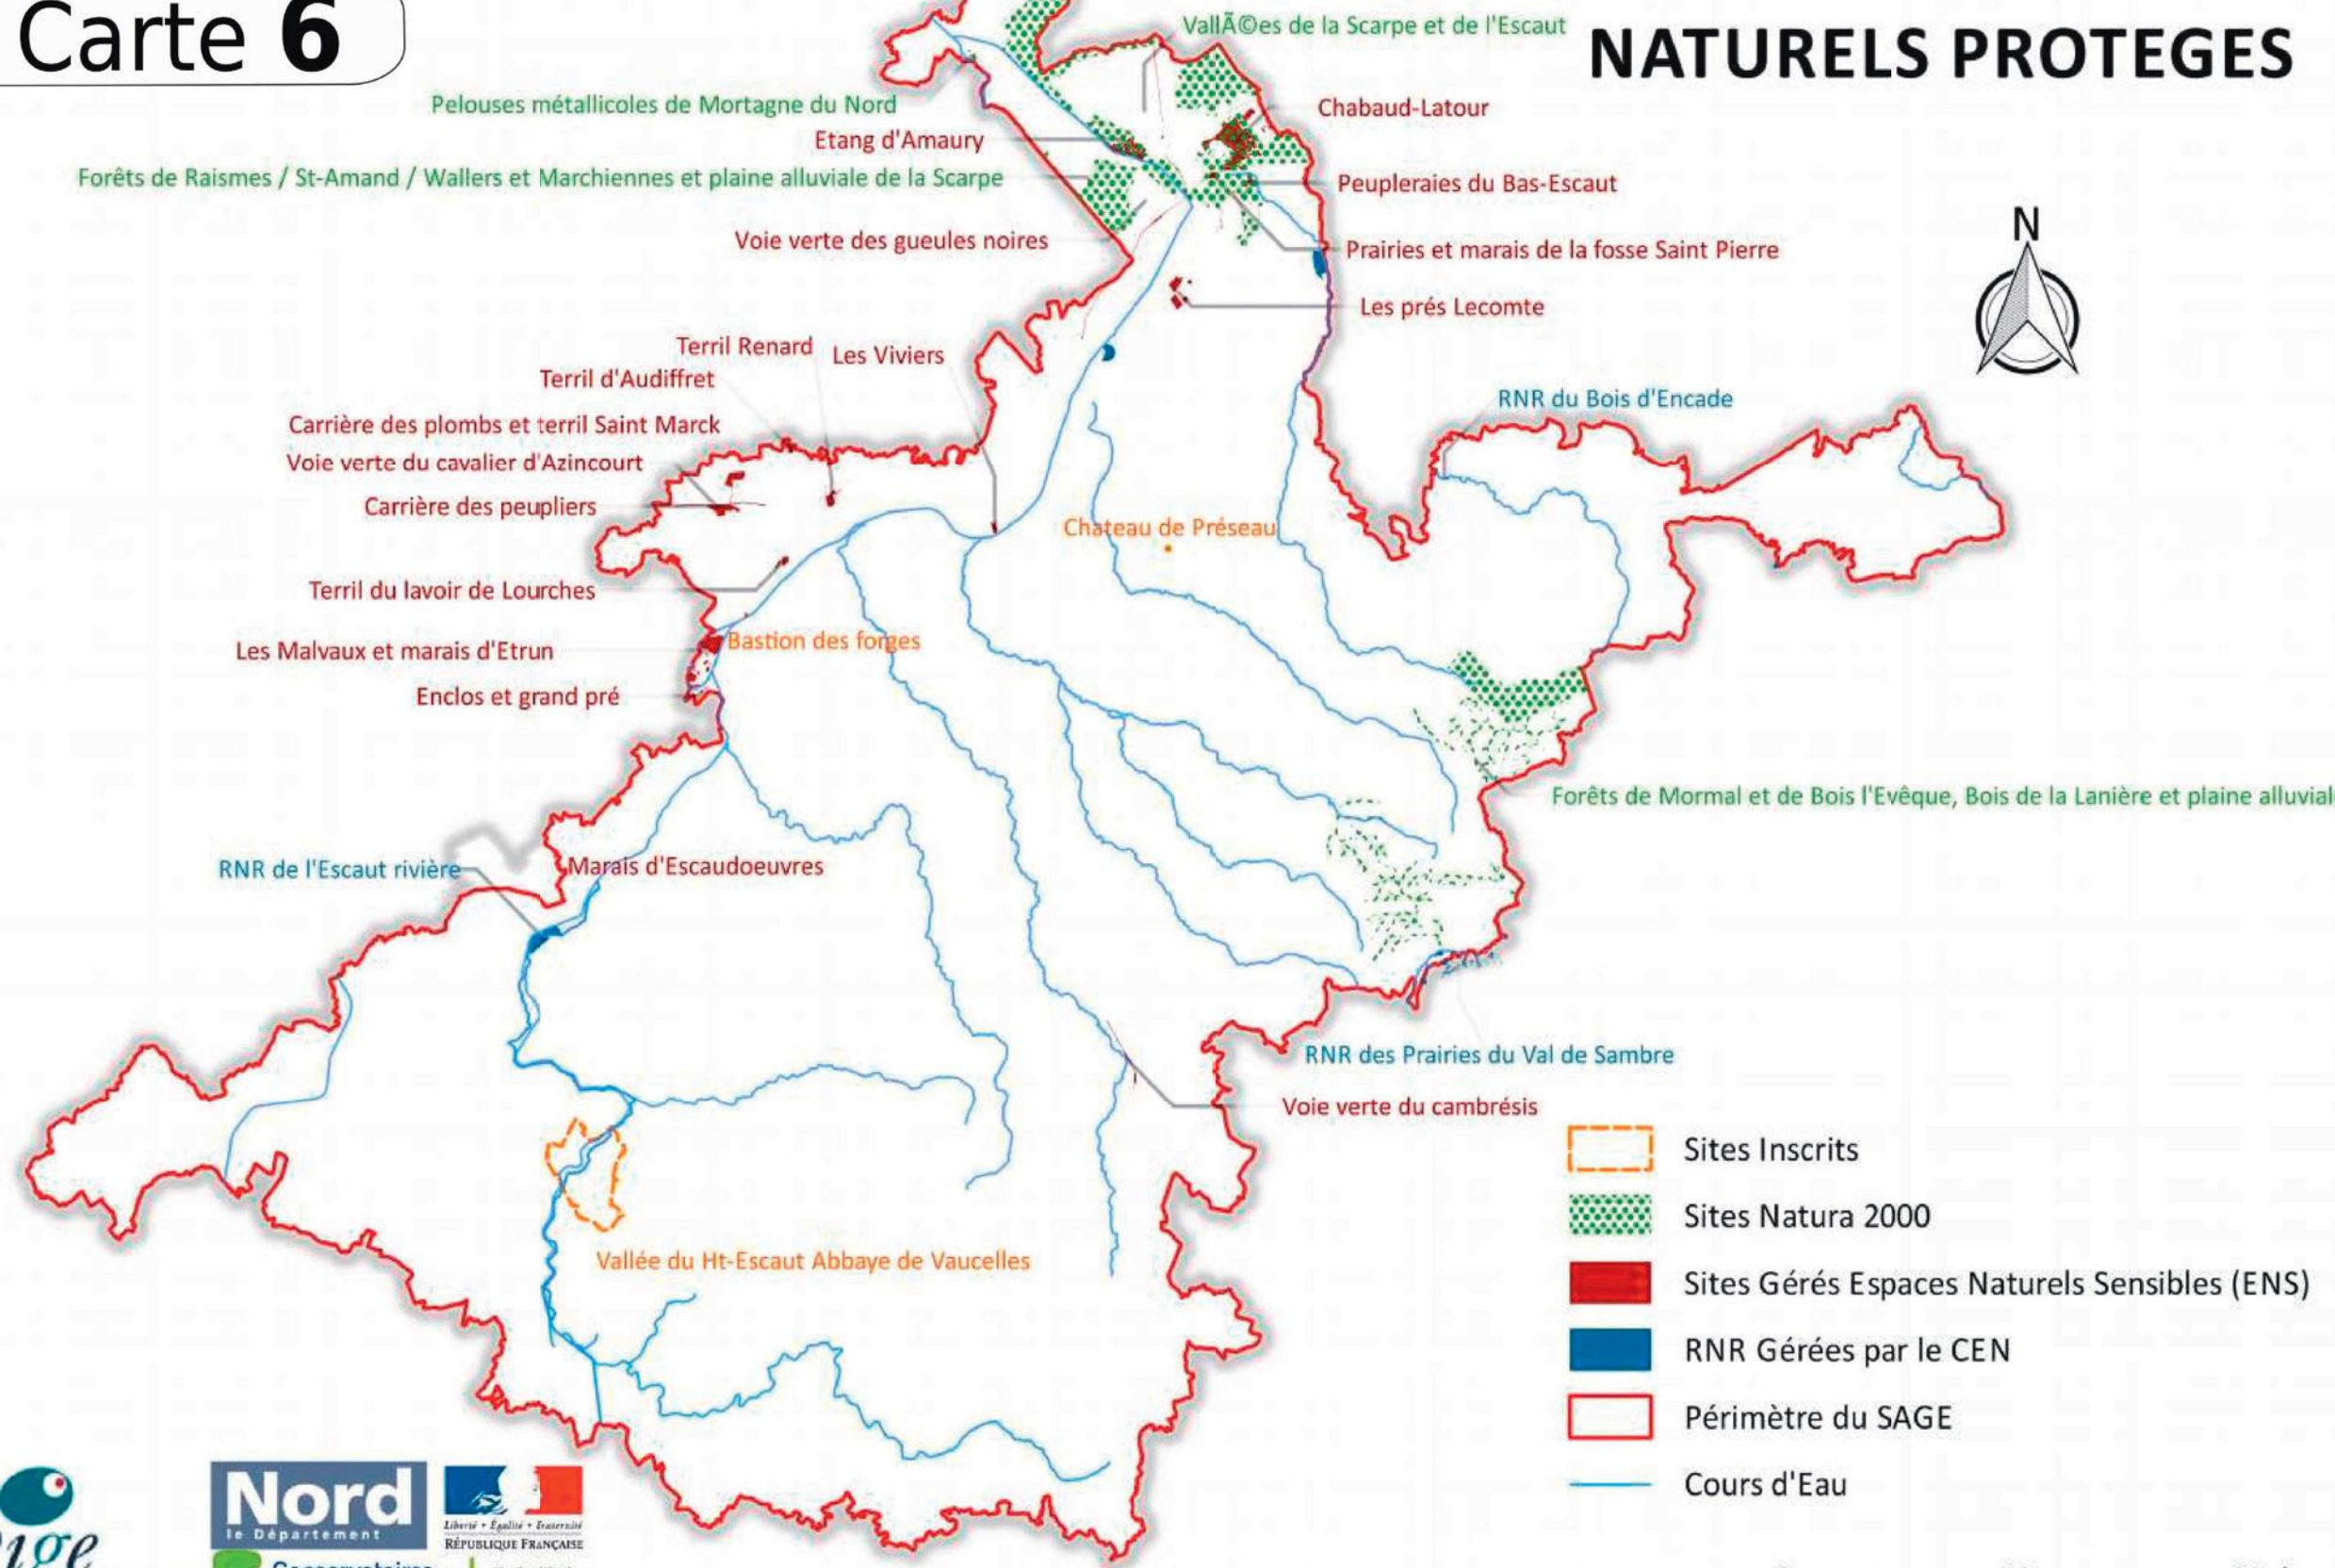 Carte 6
NATURELS PROTEGES
VallÃ©es de la Scarpe et de l'Escaut
Pelouses métallicoles de Mortagne du Nord
Chabaud-Latour
Etang d'Amaury
Forêts de Raismes / St-Amand / Wallers et Marchiennes et plaine alluviale de la Scarpe
Peupleraies du Bas-Escaut
N
Voie verte des gueules noires
Prairies et marais de la fosse Saint Pierre
Les prés Lecomte
Terril Renard
Les Viviers
Terril d'Audiffret
RNR du Bois d'Encade
Carrière des plombs et terril Saint Marck
Voie verte du cavalier d'Azincourt
Carrière des peupliers
Chateau de Préseau
Terril du lavoir de Lourches
Bastion des forges
Les Malvaux et marais d'Etrun
Enclos et grand pré
Forêts de Mormal et de Bois l'Evêque, Bois de la Lanière et plaine alluvial
RNR de l'Escaut rivière
Marais d'Escaudoeuvres
RNR des Prairies du Val de Sambre
Voie verte du cambrésis
Sites Inscrits
Sites Natura 2000
Vallée du Ht-Escaut Abbaye de Vaucelles
Sites Gérés Espaces Naturels Sensibles (ENS)
RNR Gérées par le CEN
Périmètre du SAGE
Cours d'Eau
Nord
le Département
Liberté • Égalité • Fraternité
RÉPUBLIQUE FRANÇAISE